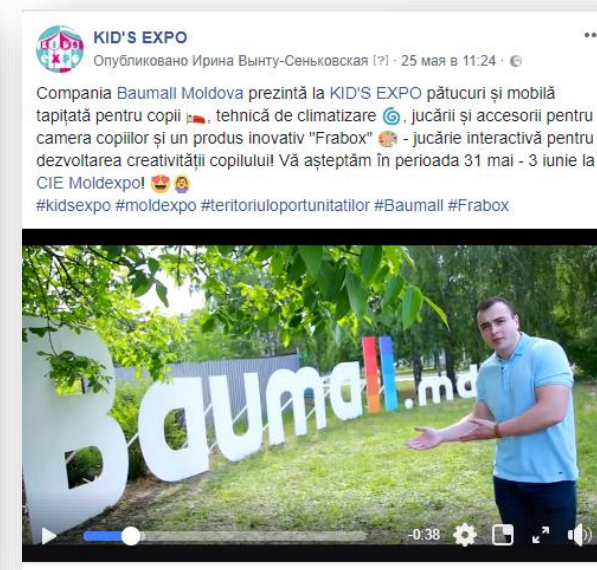 KID'S EXPO
Опубликовано Ирина Вынту-Сеньковская [?] · 25 мая в 11:24 ·
Compania Baumall Moldova prezintă la KID'S EXPO pătucuri și mobilă
tapițată pentru copii 🛏️, tehnică de climatizare 🌀, jucării și accesorii pentru
camera copiilor și un produs inovativ "Frabox" 🎨 - jucărie interactivă pentru
dezvoltarea creativității copilului! Vă așteptăm în perioada 31 mai - 3 iunie la
CIE Moldexpo! 😍🙆
#kidsexpo #moldexpo #teritoriuloportunitatilor #Baumall #Frabox
Baumall.md
-0:38